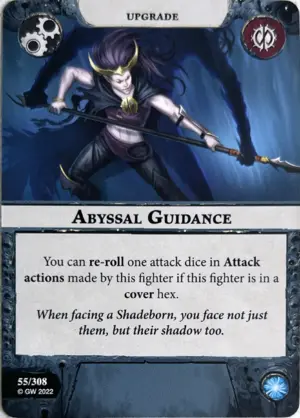 UPGRADE
ABYSSAL GUIDANCE
You can re-roll one attack dice in Attack
actions made by this fighter if this fighter is in a
cover hex.
When facing a Shadeborn, you face not just
them, but their shadow too.
55/308
© GW 2022